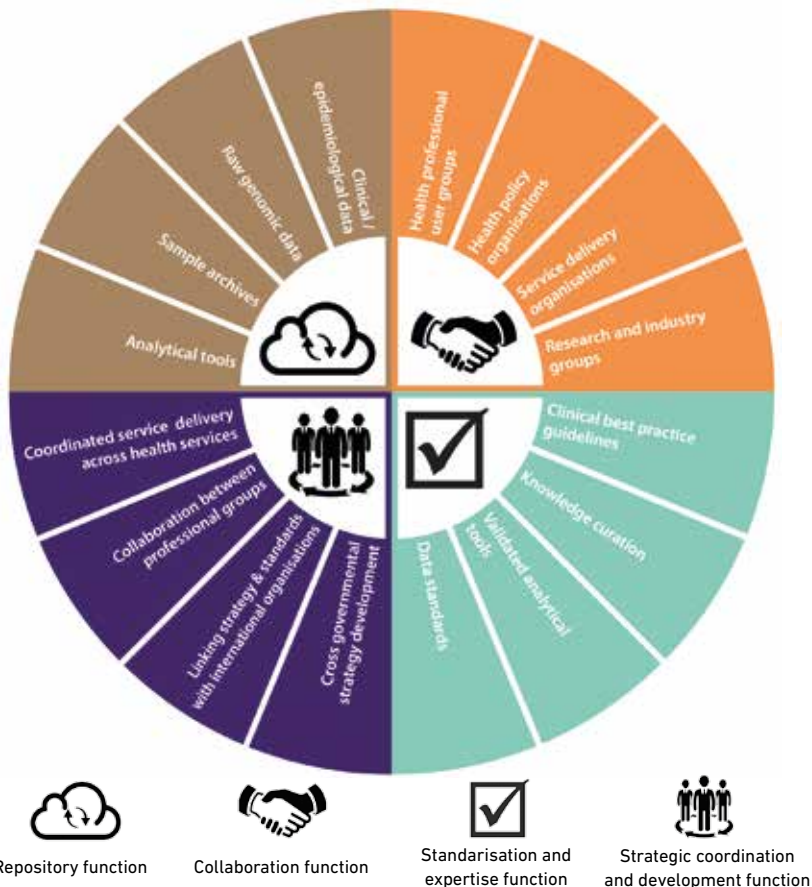 Clinical /
epidemiological data
Raw genomic data
Sample archives
Analytical tools
Health professional
user groups
Health policy
organisations
Service delivery
organisations
Research and industry
groups
Coordinated service delivery
across health services
Collaboration between
professional groups
Linking strategy & standards
with international organisations
Cross governmental
strategy development
Clinical best practice
guidelines
Knowledge curation
Validated analytical
tools
Data standards
Repository function
Collaboration function
Standarisation and
expertise function
Strategic coordination
and development function